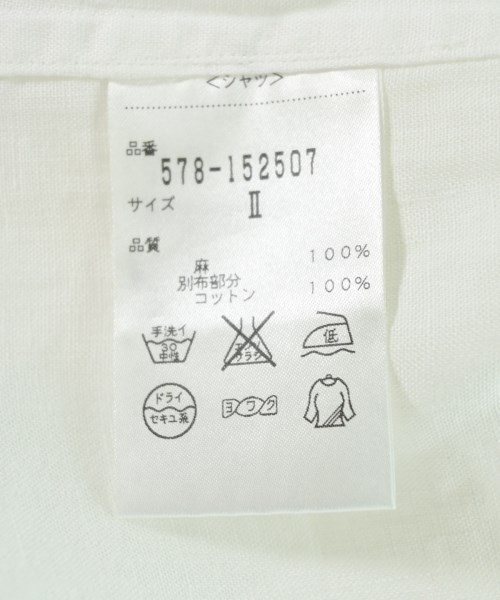 <シャツ>
品番
578-152507
サイズ II
品質
麻 100%
別布部分 100%
コットン
手洗イ
30
中性
エンソ
サラシ
低
ドライ
セキユ系
ヨワク